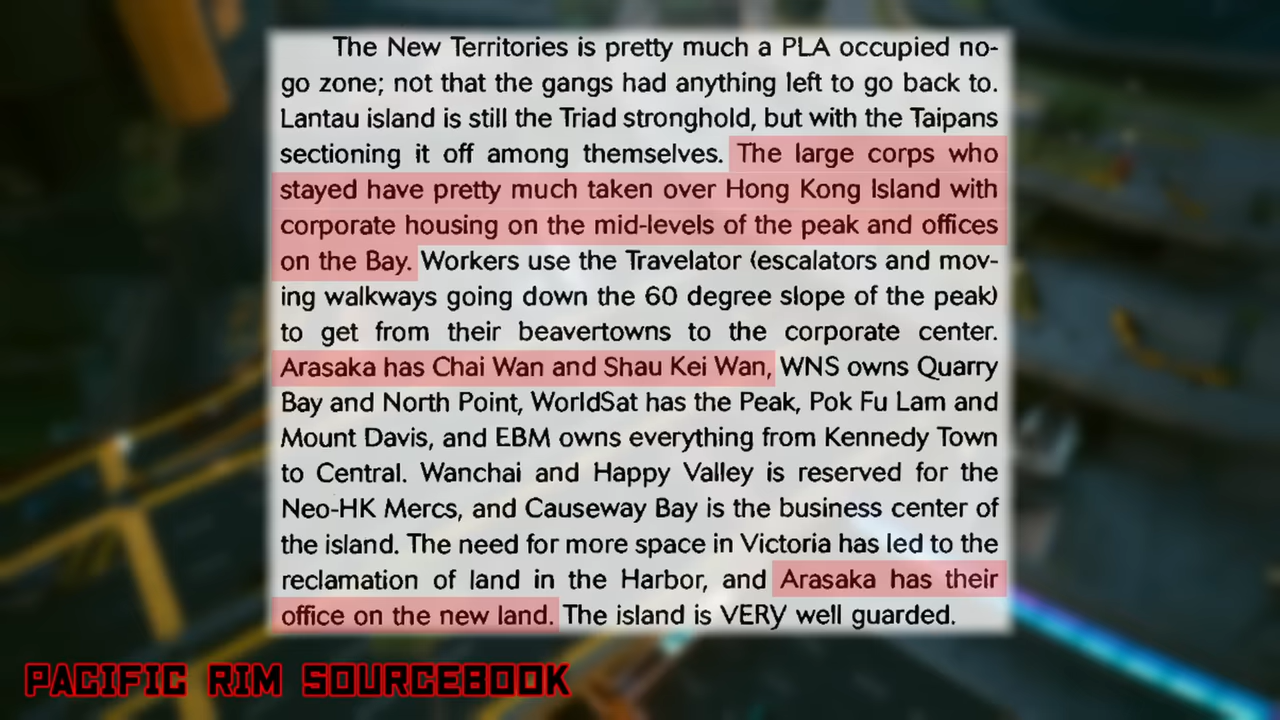 The New Territories is pretty much a PLA occupied no-
go zone; not that the gangs had anything left to go back to.
Lantau island is still the Triad stronghold, but with the Taipans
sectioning it off among themselves. The large corps who
stayed have pretty much taken over Hong Kong Island with
corporate housing on the mid-levels of the peak and offices
on the Bay. Workers use the Travelator (escalators and mov-
ing walkways going down the 60 degree slope of the peak)
to get from their beavertowns to the corporate center.
Arasaka has Chai Wan and Shau Kei Wan, WNS owns Quarry
Bay and North Point, WorldSat has the Peak, Pok Fu Lam and
Mount Davis, and EBM owns everything from Kennedy Town
to Central. Wanchai and Happy Valley is reserved for the
Neo-HK Mercs, and Causeway Bay is the business center of
the island. The need for more space in Victoria has led to the
reclamation of land in the Harbor, and Arasaka has their
office on the new land. The island is VERY well guarded.
PACIFIC RIM SOURCEBOOK